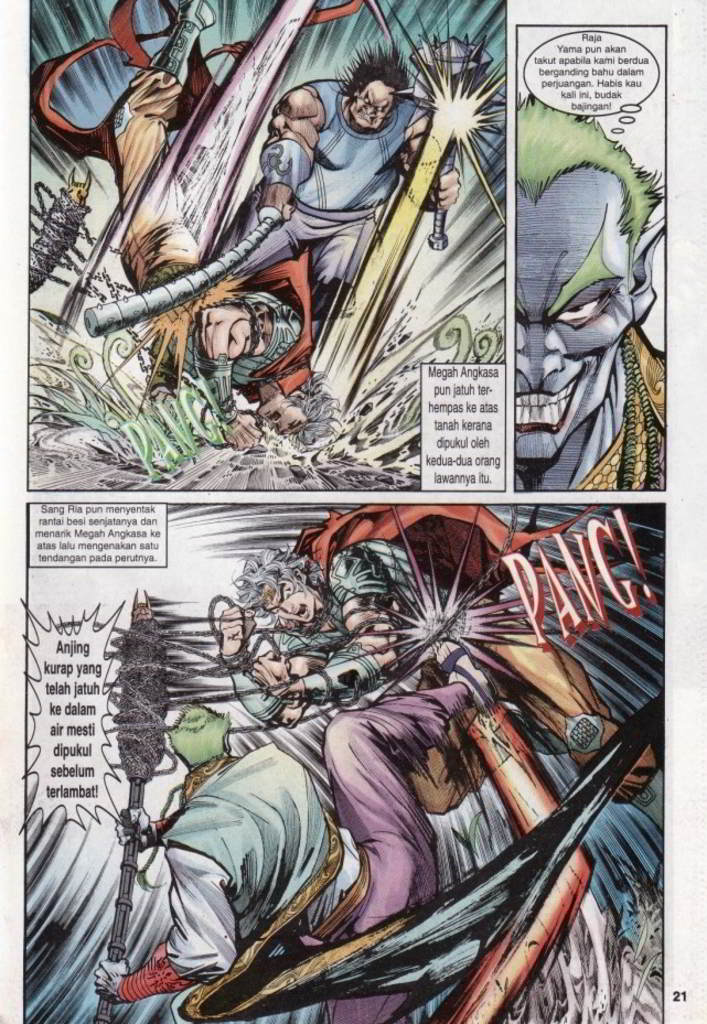 Raja
Yama pun akan
takut apabila kami berdua
berganding bahu dalam
perjuangan. Habis kau
kali ini, budak
bajingan!
PANG!
Megah Angkasa
pun jatuh ter-
hempas ke atas
tanah kerana
dipukul oleh
kedua-dua orang
lawannya itu.
Sang Ria pun menyentak
rantai besi senjatanya dan
menarik Megah Angkasa ke
atas lalu mengenakan satu
tendangan pada perutnya.
PANG!
Anjing
kurap yang
telah jatuh
ke dalam
air mesti
dipukul
sebelum
terlambat!
21